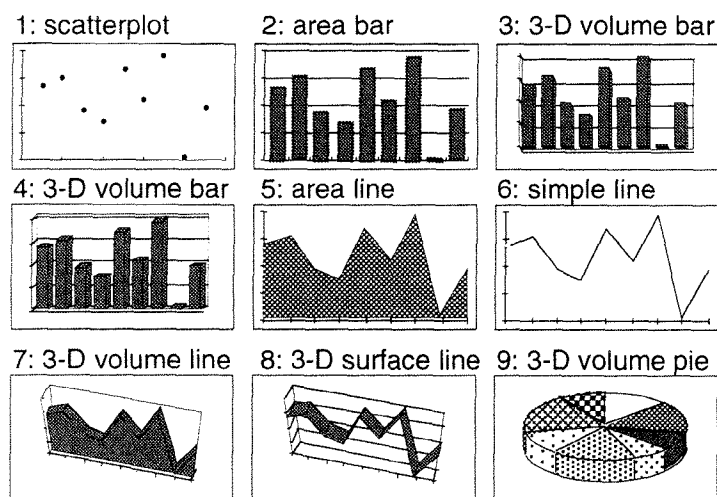 1: scatterplot
2: area bar
3: 3-D volume bar
4: 3-D volume bar
5: area line
6: simple line
7: 3-D volume line
8: 3-D surface line
9: 3-D volume pie